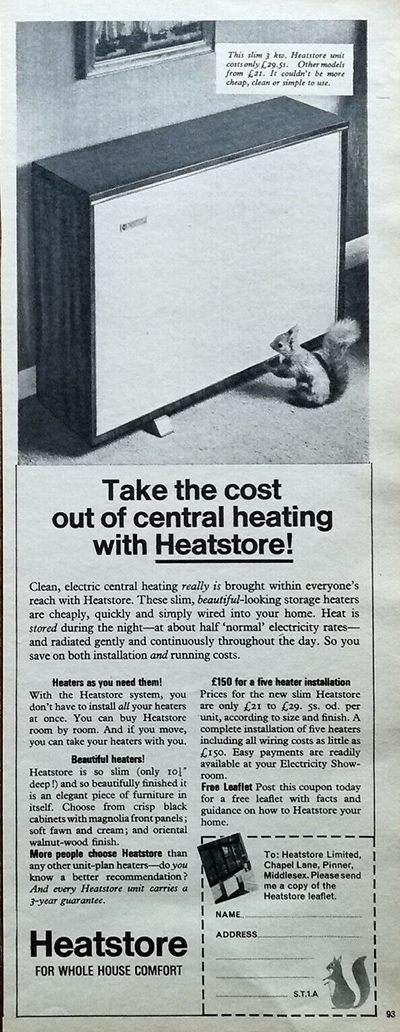 This slim 3 kw. Heatstore unit
costs only £29.5s. Other models
from £21. It couldn't be more
cheap, clean or simple to use.
Take the cost
out of central heating
with Heatstore!
Clean, electric central heating really is brought within everyone's
reach with Heatstore. These slim, beautiful-looking storage heaters
are cheaply, quickly and simply wired into your home. Heat is
stored during the night—at about half 'normal' electricity rates—
and radiated gently and continuously throughout the day. So you
save on both installation and running costs.
Heaters as you need them!
With the Heatstore system, you
don't have to install all your heaters
at once. You can buy Heatstore
room by room. And if you move,
you can take your heaters with you.
Beautiful heaters!
Heatstore is so slim (only 10¼"
deep!) and so beautifully finished it
is an elegant piece of furniture in
itself. Choose from crisp black
cabinets with magnolia front panels;
soft fawn and cream; and oriental
walnut-wood finish.
More people choose Heatstore than
any other unit-plan heaters—do you
know a better recommendation?
And every Heatstore unit carries a
3-year guarantee.
£150 for a five heater installation
Prices for the new slim Heatstore
are only £21 to £29. 5s. od. per
unit, according to size and finish. A
complete installation of five heaters
including all wiring costs as little as
£150. Easy payments are readily
available at your Electricity Show-
room.
Free Leaflet Post this coupon today
for a free leaflet with facts and
guidance on how to Heatstore your
home.
Heatstore
FOR WHOLE HOUSE COMFORT
To: Heatstore Limited,
Chapel Lane, Pinner,
Middlesex. Please send
me a copy of the
Heatstore leaflet.
NAME
ADDRESS
S.T.1.A
93